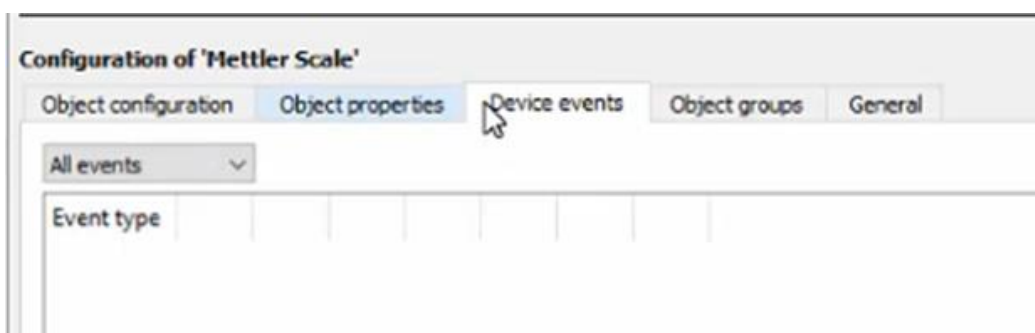 Configuration of 'Mettler Scale'
Object configuration Object properties Device events Object groups General
All events
Event type